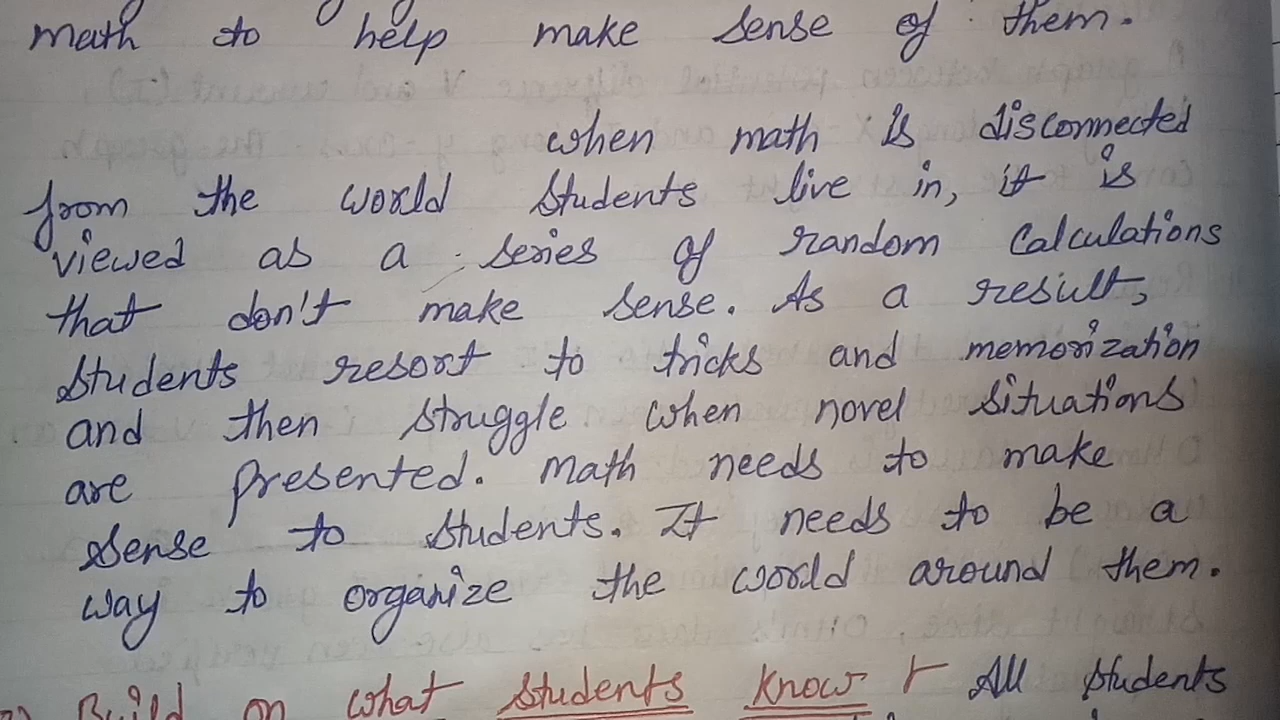 math to help make sense of them.
when math is disconnected
from the world students live in, it is
viewed as a series of random calculations
that don't make sense. As a result,
students resort to tricks and memorization
and then struggle when novel situations
are presented. Math needs to make
sense to students. It needs to be a
way to organize the world around them.
Build on what students know All students